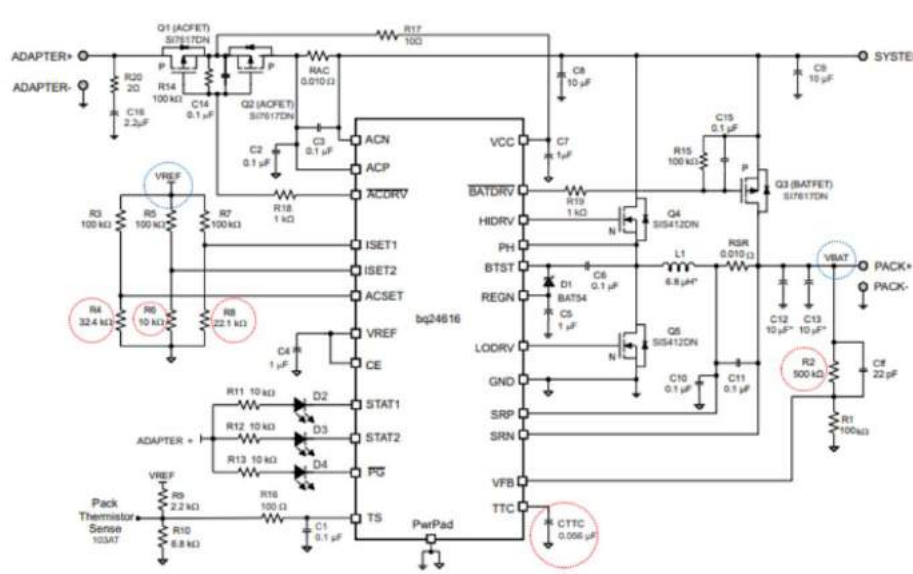 Q1 (ACFET)
SI7617DN
R17
10Ω
ADAPTER+
P
P
RAC
0.010 Ω
SYSTE
ADAPTER-
R20
2Ω
C16
2.2μF
R14
100 kΩ
C14
0.1 μF
Q2 (ACFET)
SI7617DN
C8
10 μF
C9
10 μF
C2
0.1 μF
C3
0.1 μF
ACN
VCC
C7
1μF
C15
0.1 μF
ACP
R15
100 kΩ
P
Q3 (BATFET)
SI7617DN
VREF
ACDRV
BATDRV
R18
1 kΩ
R19
1 kΩ
R3
100 kΩ
R5
100 kΩ
R7
100 kΩ
HIDRV
N
Q4
SIS412DN
ISET1
PH
L1
6.8 μH*
RSR
0.010 Ω
VBAT
PACK+
ISET2
BTST
C6
0.1 μF
PACK-
ACSET
REGN
D1
BAT54
C5
1 μF
C12
10 μF*
C13
10 μF*
R4
32.4 kΩ
R6
10 kΩ
R8
22.1 kΩ
bq24616
VREF
LODRV
N
Q5
SIS412DN
C4
1 μF
CE
GND
C10
0.1 μF
C11
0.1 μF
R2
500 kΩ
Cff
22 pF
R11 10 kΩ
D2
STAT1
SRP
R1
100 kΩ
ADAPTER +
R12 10 kΩ
D3
STAT2
SRN
R13 10 kΩ
D4
PG
VFB
VREF
R9
2.2 kΩ
TTC
Pack
Thermistor
Sense
103AT
R16
100 Ω
TS
PwrPad
CTTC
0.056 μF
R10
6.8 kΩ
C1
0.1 μF